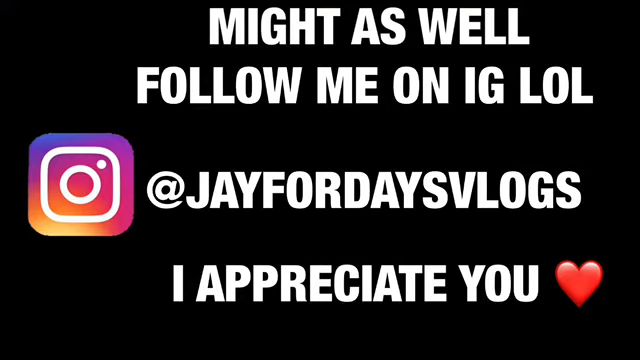 MIGHT AS WELL
FOLLOW ME ON IG LOL
@JAYFORDAYSVLOGS
I APPRECIATE YOU ❤️